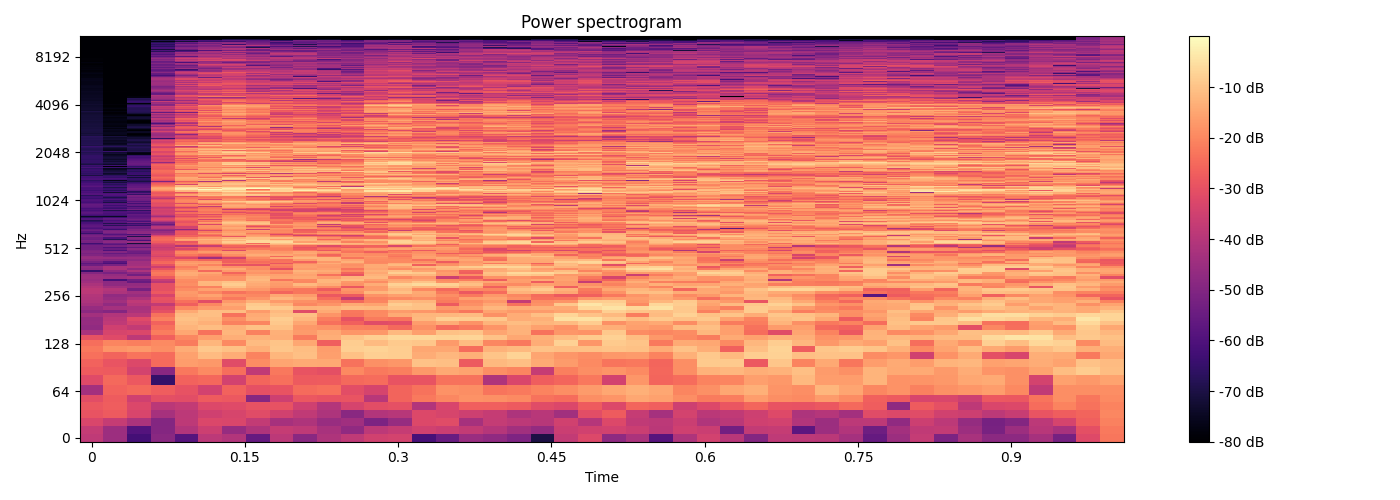 Power spectrogram
8192
4096
2048
1024
512
256
128
64
0
Hz
0 0.15 0.3 0.45 0.6 0.75 0.9
Time
-10 dB
-20 dB
-30 dB
-40 dB
-50 dB
-60 dB
-70 dB
-80 dB